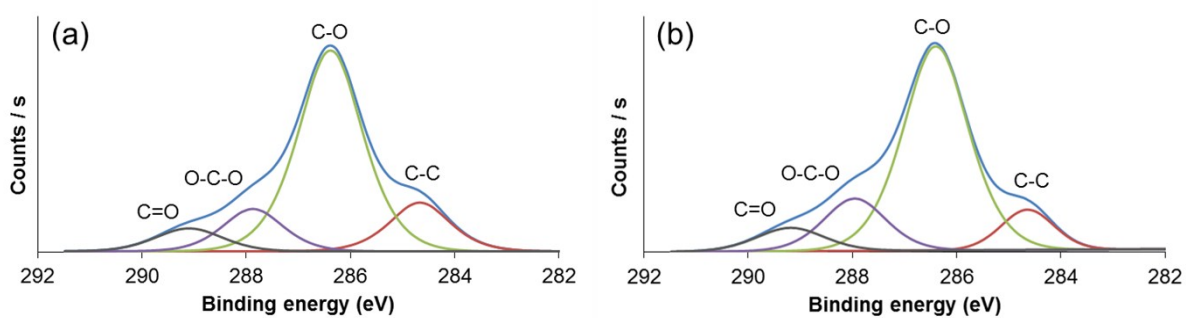 (a)
C-O
O-C-O
C-C
C=O
Counts / s
292 290 288 286 284 282
Binding energy (eV)
(b)
C-O
O-C-O
C-C
C=O
Counts / s
292 290 288 286 284 282
Binding energy (eV)